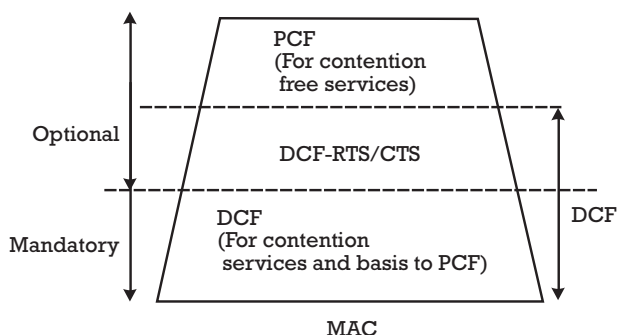 PCF
(For contention
free services)
Optional
DCF-RTS/CTS
DCF
(For contention
services and basis to PCF)
Mandatory
DCF
MAC